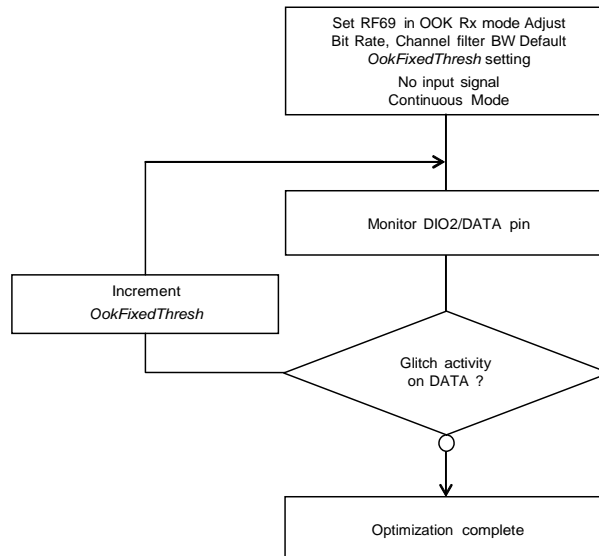 Set RF69 in OOK Rx mode Adjust
Bit Rate, Channel filter BW Default
OokFixedThresh setting
No input signal
Continuous Mode
Monitor DIO2/DATA pin
Increment
OokFixedThresh
Glitch activity
on DATA ?
Optimization complete